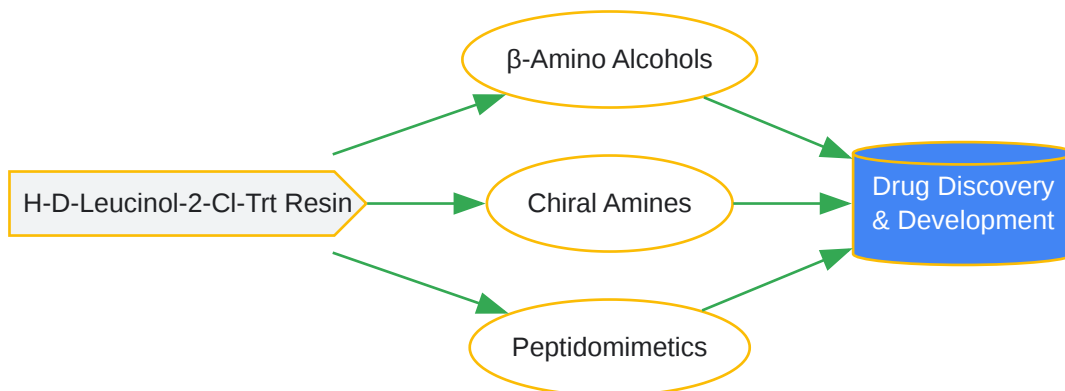 β-Amino Alcohols
H-D-Leucinol-2-Cl-Trt Resin
Chiral Amines
Drug Discovery
& Development
Peptidomimetics